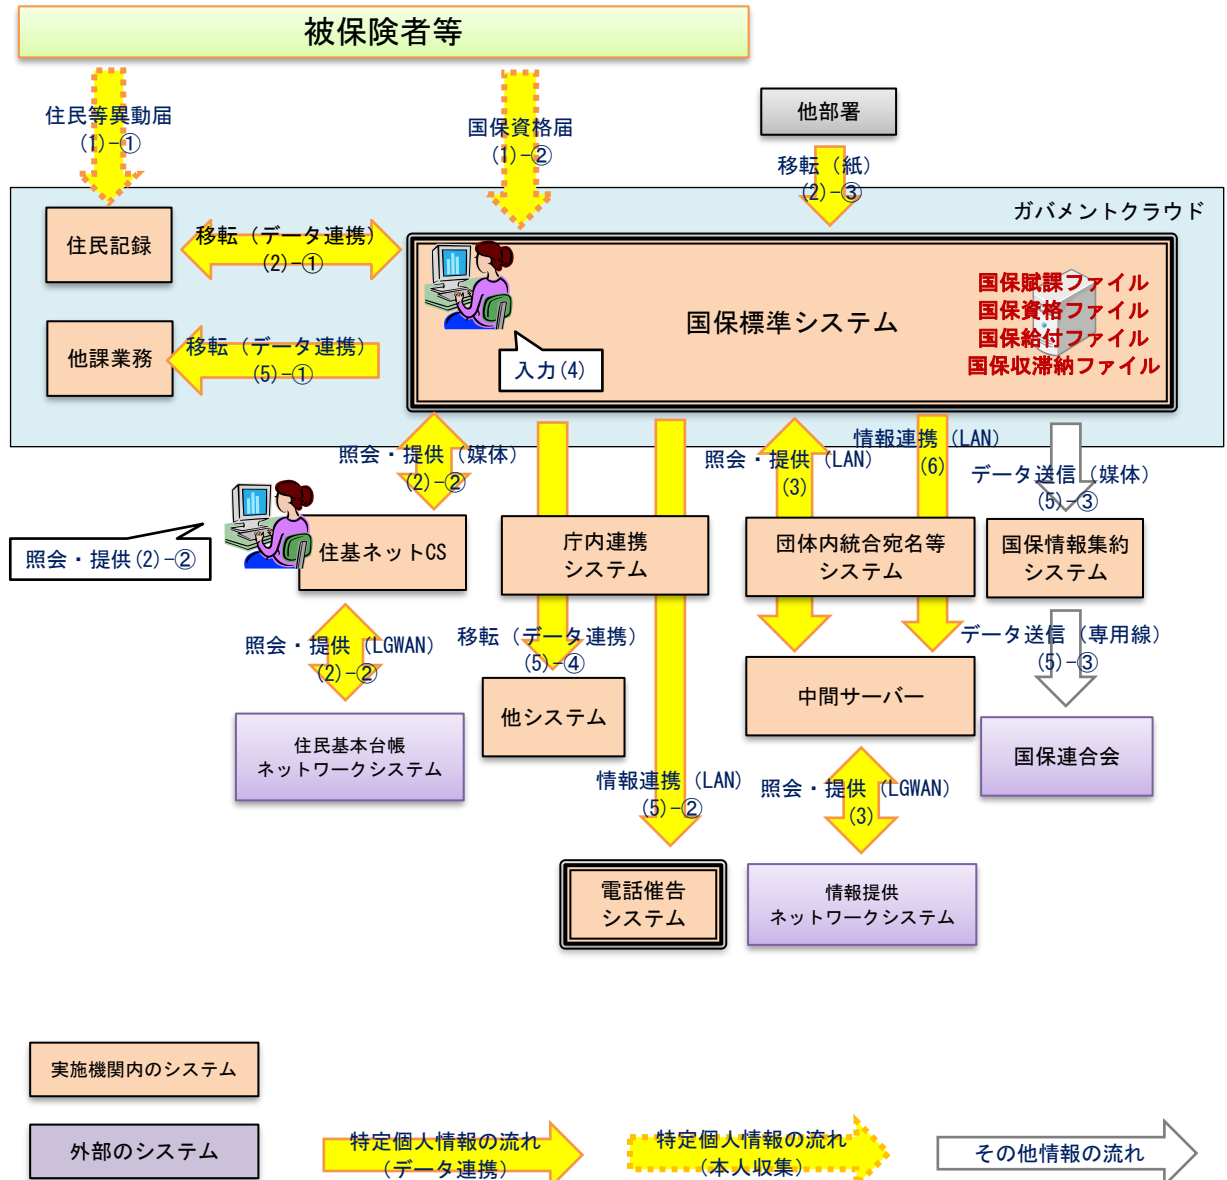 被保険者等
住民等異動届
(1)-①
国保資格届
(1)-②
他部署
移転（紙）
(2)-③
ガバメントクラウド
住民記録
移転（データ連携）
(2)-①
国保標準システム
国保賦課ファイル
国保資格ファイル
国保給付ファイル
国保収滞納ファイル
他課業務
移転（データ連携）
(5)-①
入力(4)
照会・提供（媒体）
(2)-②
照会・提供（LAN）
(3)
情報連携（LAN）
(6)
データ送信（媒体）
(5)-③
照会・提供(2)-②
住基ネットCS
庁内連携
システム
団体内統合宛名等
システム
国保情報集約
システム
照会・提供（LGWAN）
(2)-②
移転（データ連携）
(5)-④
データ送信（専用線）
(5)-③
他システム
中間サーバー
住民基本台帳
ネットワークシステム
国保連合会
情報連携（LAN）
(5)-②
照会・提供（LGWAN）
(3)
電話催告
システム
情報提供
ネットワークシステム
実施機関内のシステム
外部のシステム
特定個人情報の流れ
（データ連携）
特定個人情報の流れ
（本人収集）
その他情報の流れ